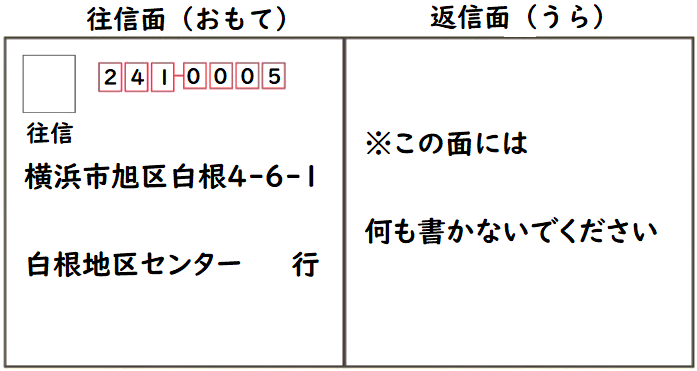 往信面（おもて）
241-0005
往信
横浜市旭区白根4-6-1
白根地区センター　　行
返信面（うら）
※この面には
何も書かないでください